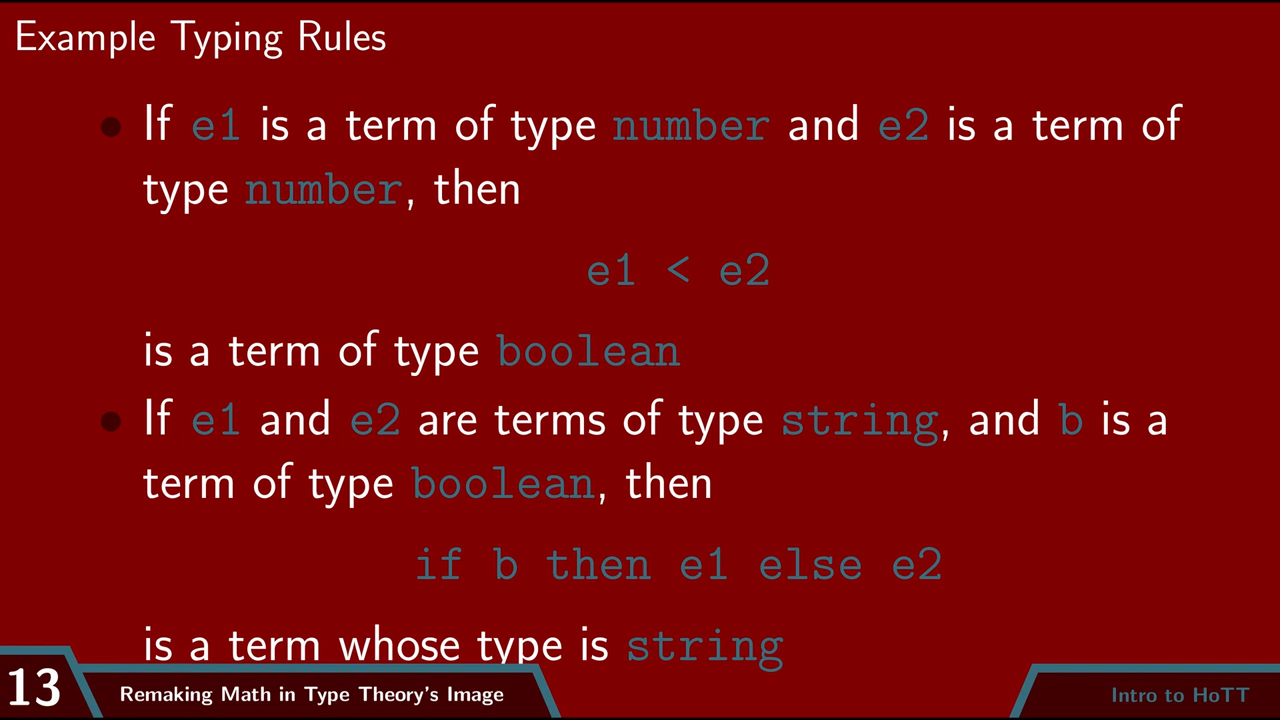 Example Typing Rules
• If e1 is a term of type number and e2 is a term of
type number, then
e1 < e2
is a term of type boolean
• If e1 and e2 are terms of type string, and b is a
term of type boolean, then
if b then e1 else e2
is a term whose type is string
13
Remaking Math in Type Theory's Image
Intro to HoTT